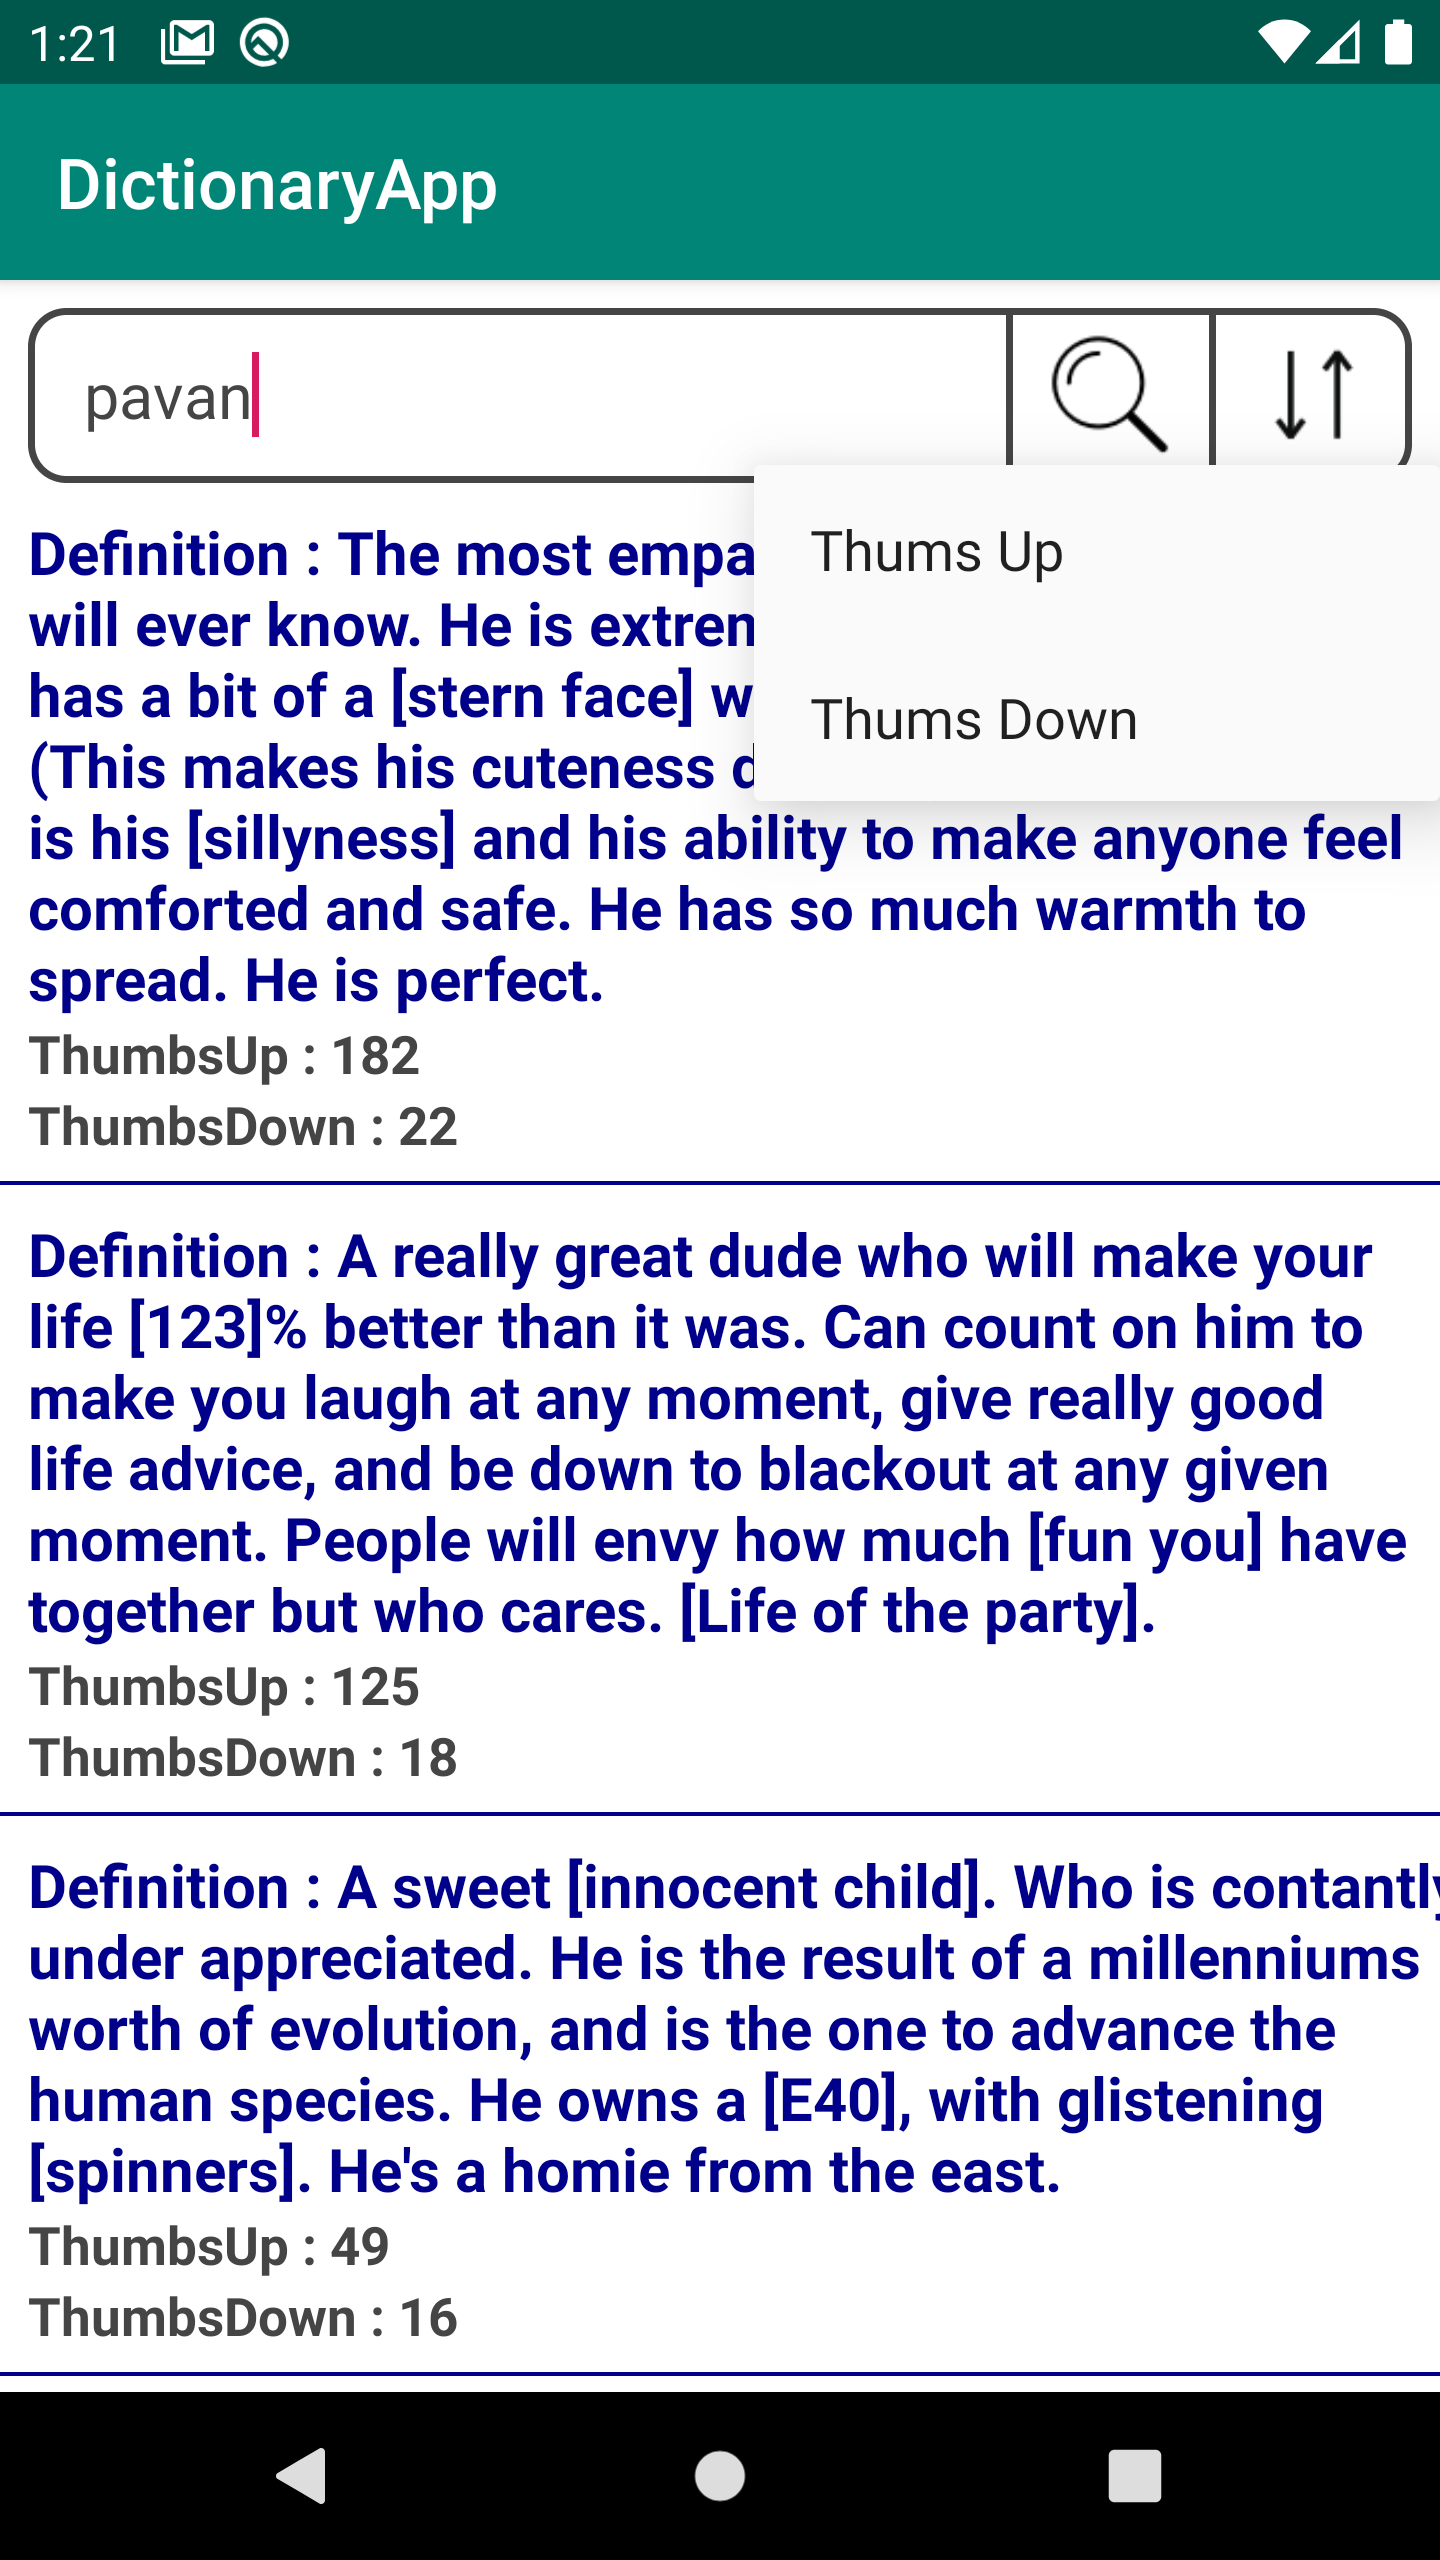 1:21
DictionaryApp
pavan
Thums Up
Thums Down
Definition : The most
will ever know. He is
has a bit of a [stern face]
(This makes his cuteness
is his [sillyness] and his ability to make anyone feel
comforted and safe. He has so much warmth to
spread. He is perfect.
ThumbsUp : 182
ThumbsDown : 22
Definition : A really great dude who will make your
life [123]% better than it was. Can count on him to
make you laugh at any moment, give really good
life advice, and be down to blackout at any given
moment. People will envy how much [fun you] have
together but who cares. [Life of the party].
ThumbsUp : 125
ThumbsDown : 18
Definition : A sweet [innocent child]. Who is contantly
under appreciated. He is the result of a millenniums
worth of evolution, and is the one to advance the
human species. He owns a [E40], with glistening
[spinners]. He's a homie from the east.
ThumbsUp : 49
ThumbsDown : 16